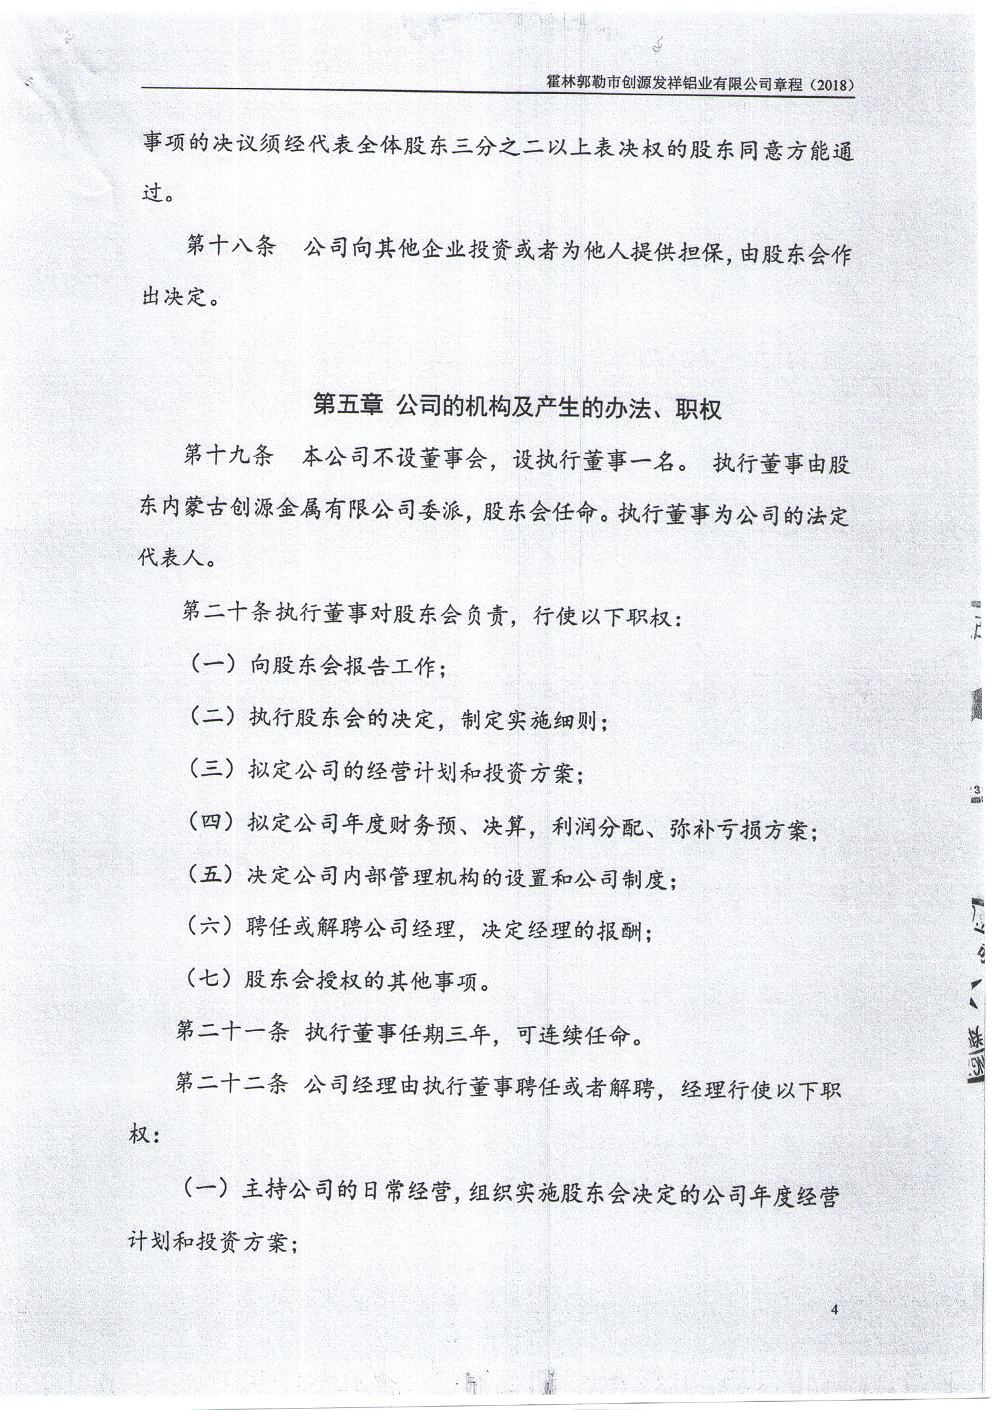 霍林郭勒市创源发祥铝业有限公司章程（2018）
事项的决议须经代表全体股东三分之二以上表决权的股东同意方能通
过。
第十八条　公司向其他企业投资或者为他人提供担保，由股东会作
出决定。
第五章 公司的机构及产生的办法、职权
第十九条　本公司不设董事会，设执行董事一名。 执行董事由股
东内蒙古创源金属有限公司委派，股东会任命。执行董事为公司的法定
代表人。
第二十条执行董事对股东会负责，行使以下职权：
（一）向股东会报告工作；
（二）执行股东会的决定，制定实施细则；
（三）拟定公司的经营计划和投资方案；
（四）拟定公司年度财务预、决算，利润分配、弥补亏损方案；
（五）决定公司内部管理机构的设置和公司制度；
（六）聘任或解聘公司经理，决定经理的报酬；
（七）股东会授权的其他事项。
第二十一条 执行董事任期三年，可连续任命。
第二十二条 公司经理由执行董事聘任或者解聘，经理行使以下职
权：
（一）主持公司的日常经营，组织实施股东会决定的公司年度经营
计划和投资方案；
4